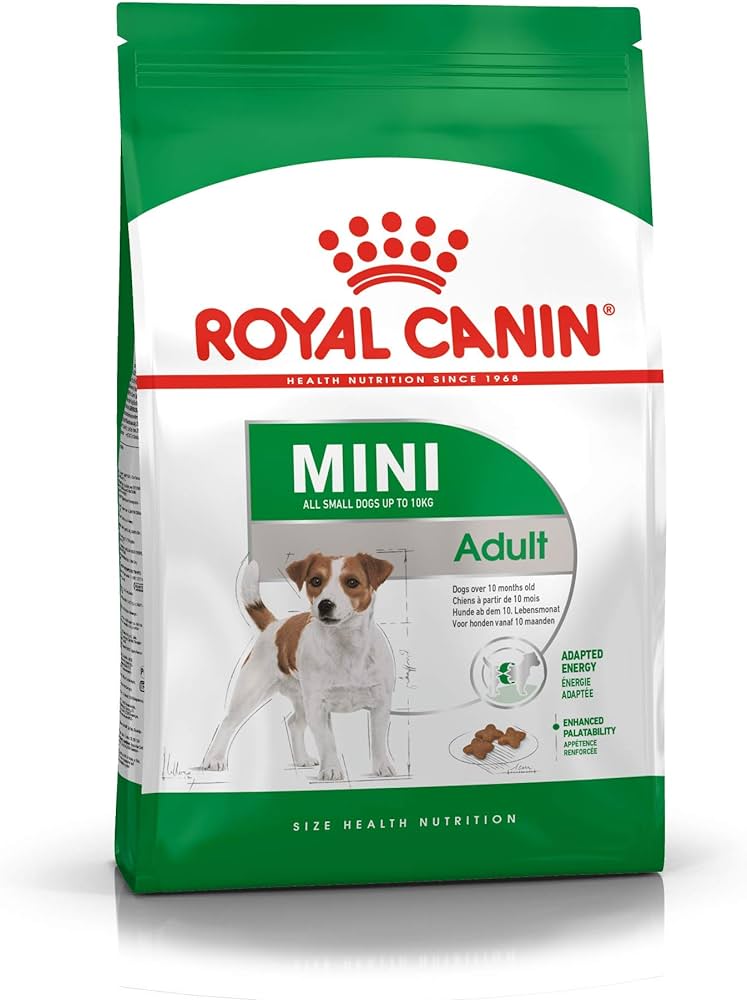 ROYAL CANIN®
HEALTH NUTRITION SINCE 1968
MINI
ALL SMALL DOGS UP TO 10KG
Adult
Dogs over 10 months old
Chiens à partir de 10 mois
Hunde ab dem 10. Lebensmonat
Voor honden vanaf 10 maanden
ADAPTED
ENERGY
ÉNERGIE
ADAPTÉE
ENHANCED
PALATABILITY
APPÉTENCE
RENFORCÉE
1cm
SIZE HEALTH NUTRITION